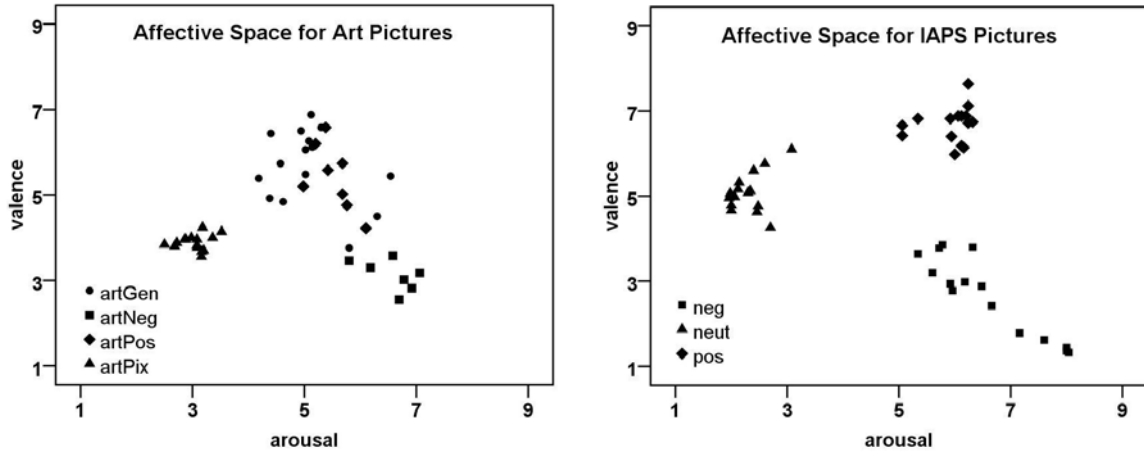 Affective Space for Art Pictures
valence
9
7
5
3
1
artGen
artNeg
artPos
artPix
1 3 5 7 9
arousal
Affective Space for IAPS Pictures
valence
9
7
5
3
1
neg
neut
pos
1 3 5 7 9
arousal